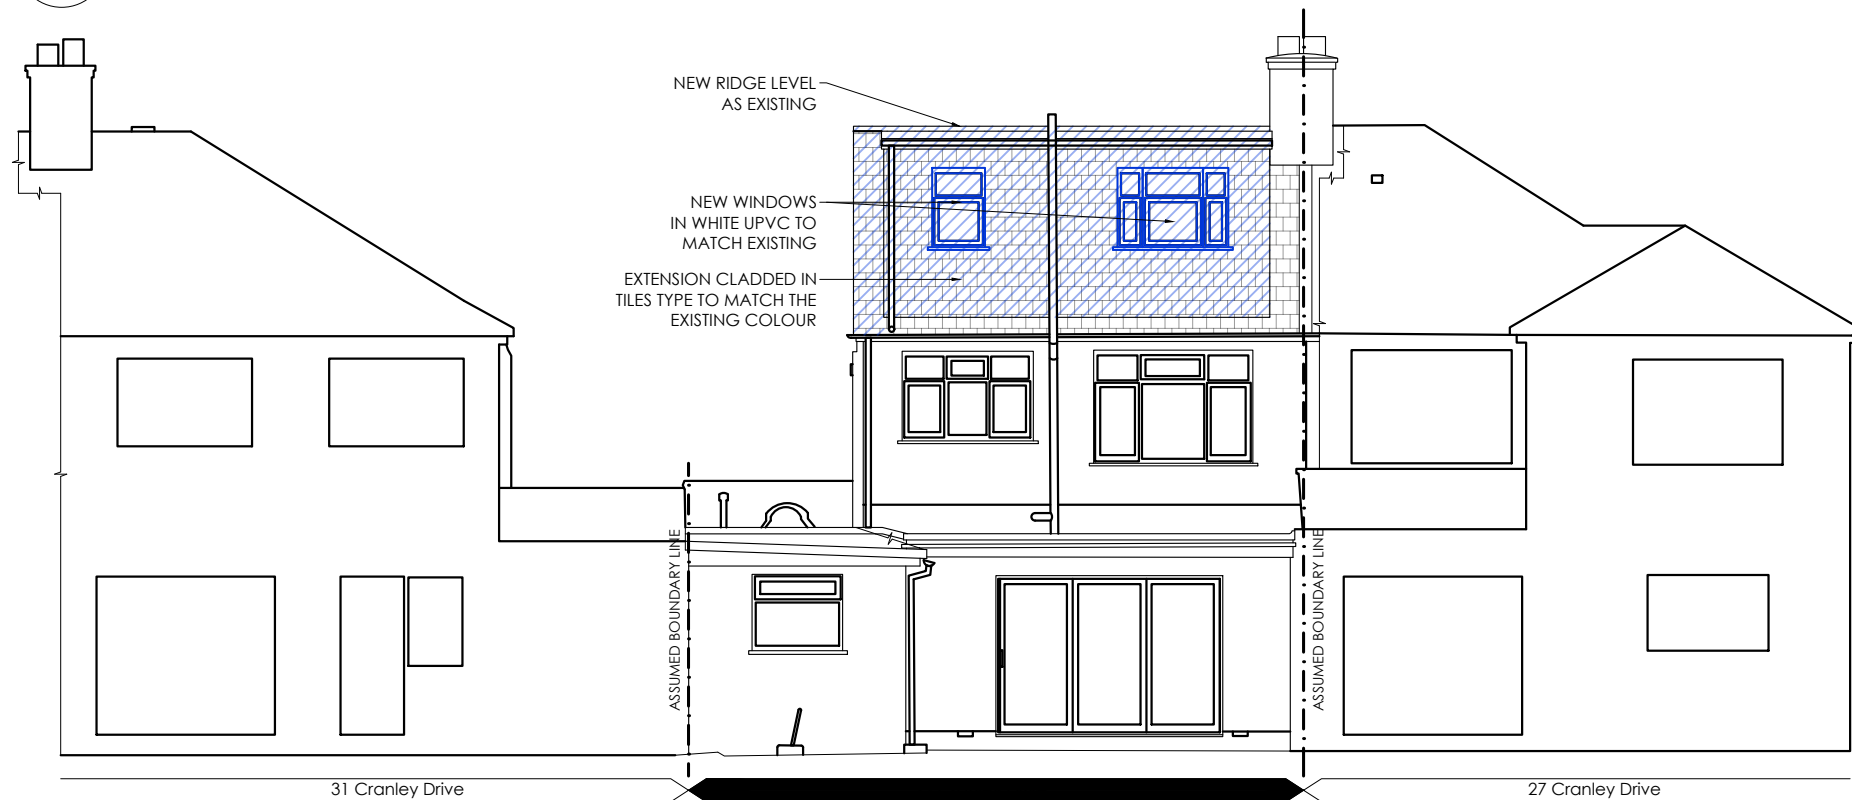 NEW RIDGE LEVEL
AS EXISTING
NEW WINDOWS
IN WHITE UPVC TO
MATCH EXISTING
EXTENSION CLADDED IN
TILES TYPE TO MATCH THE
EXISTING COLOUR
ASSUMED BOUNDARY LINE
ASSUMED BOUNDARY LINE
31 Cranley Drive
27 Cranley Drive